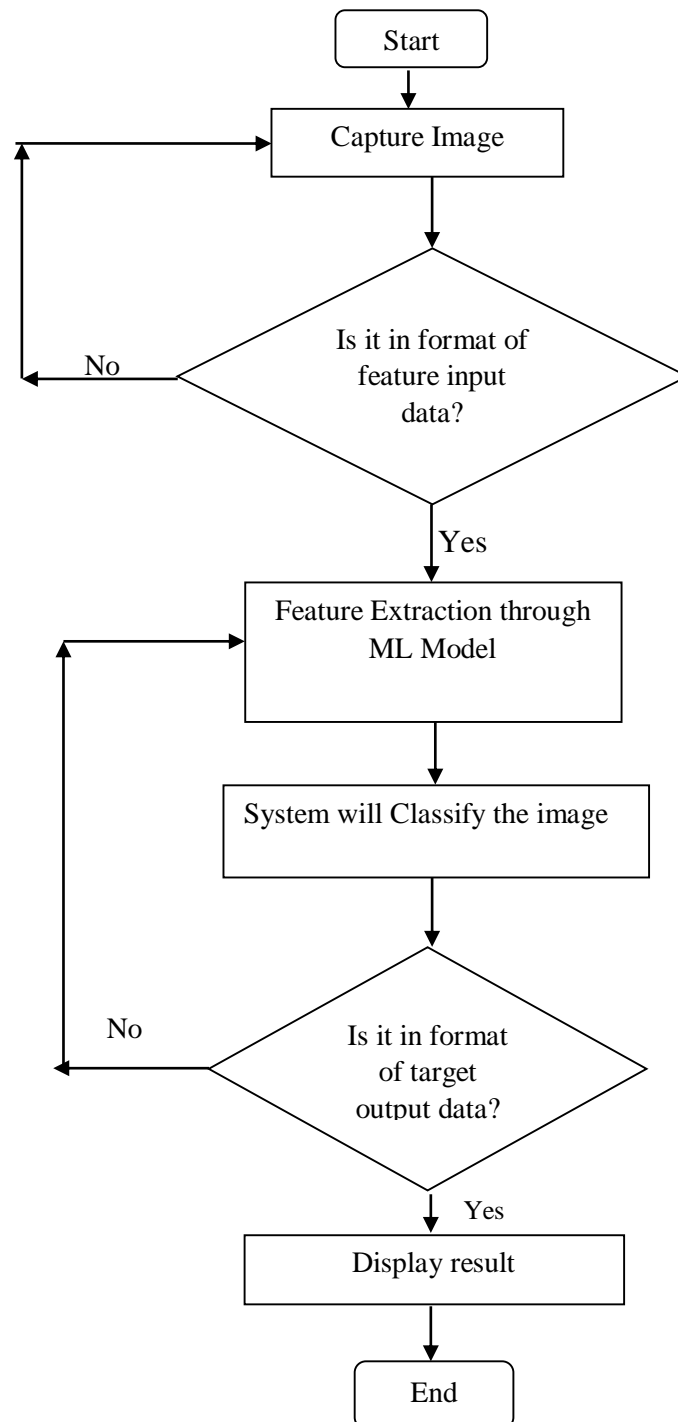 Start
Capture Image
Is it in format of
feature input
data?
No
Yes
Feature Extraction through
ML Model
System will Classify the image
No
Is it in format
of target
output data?
Yes
Display result
End